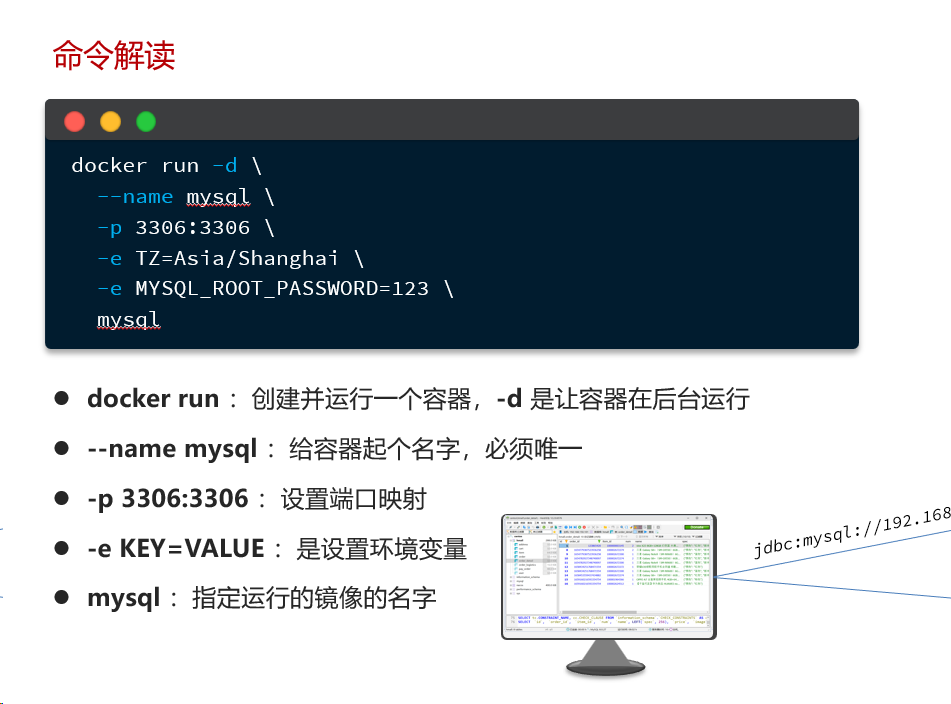 命令解读
docker run -d \
--name mysql \
-p 3306:3306 \
-e TZ=Asia/Shanghai \
-e MYSQL_ROOT_PASSWORD=123 \
mysql
docker run ：创建并运行一个容器，-d 是让容器在后台运行
--name mysql ：给容器起个名字，必须唯一
-p 3306:3306 ：设置端口映射
-e KEY=VALUE ：是设置环境变量
mysql ：指定运行的镜像的名字
jdbc:mysql://192.168